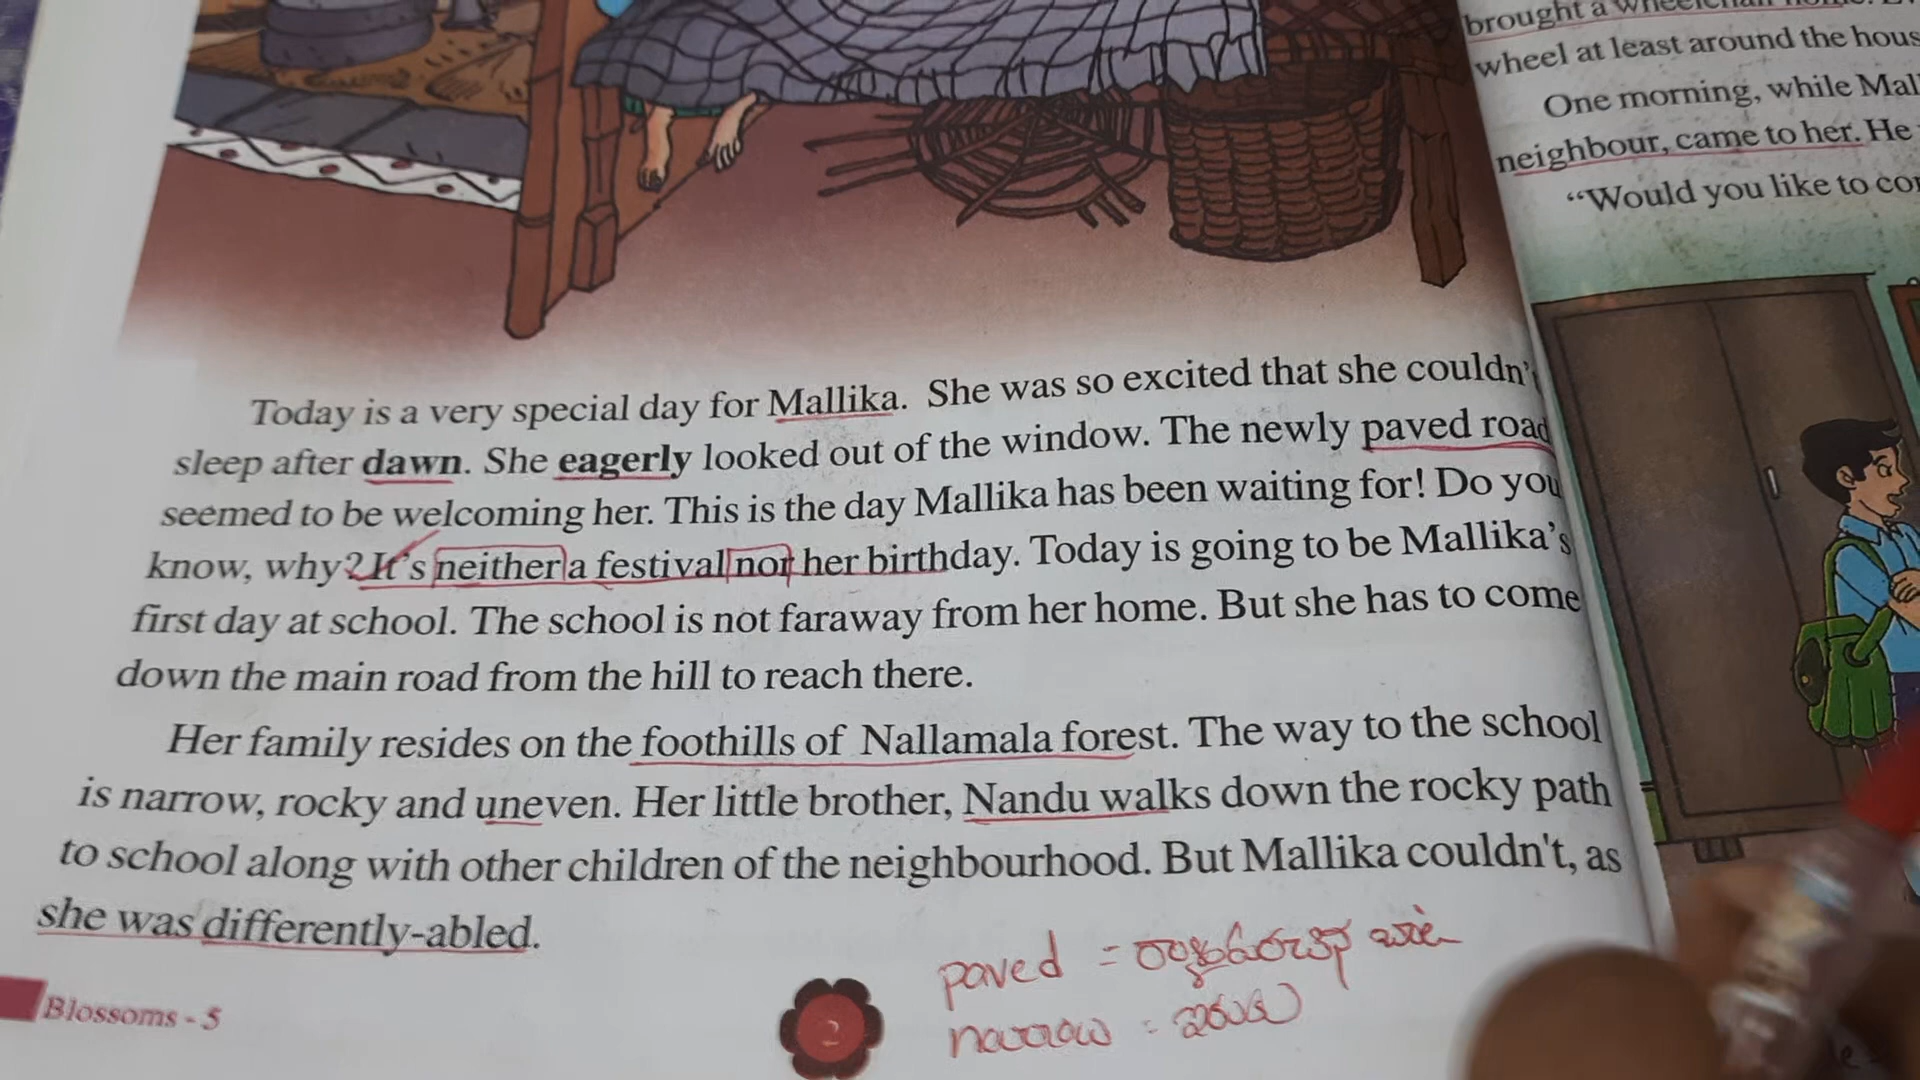 Today is a very special day for Mallika. She was so excited that she couldn't
sleep after dawn. She eagerly looked out of the window. The newly paved road
seemed to be welcoming her. This is the day Mallika has been waiting for! Do you
know, why? It's neither a festival nor her birthday. Today is going to be Mallika's
first day at school. The school is not faraway from her home. But she has to come
down the main road from the hill to reach there.
Her family resides on the foothills of Nallamala forest. The way to the school
is narrow, rocky and uneven. Her little brother, Nandu walks down the rocky path
to school along with other children of the neighbourhood. But Mallika couldn't, as
she was differently-abled.
paved =
narrow =
Blossoms - 5
2
brought a
wheel at least around the hous
One morning, while Mall
neighbour, came to her. He
"Would you like to con